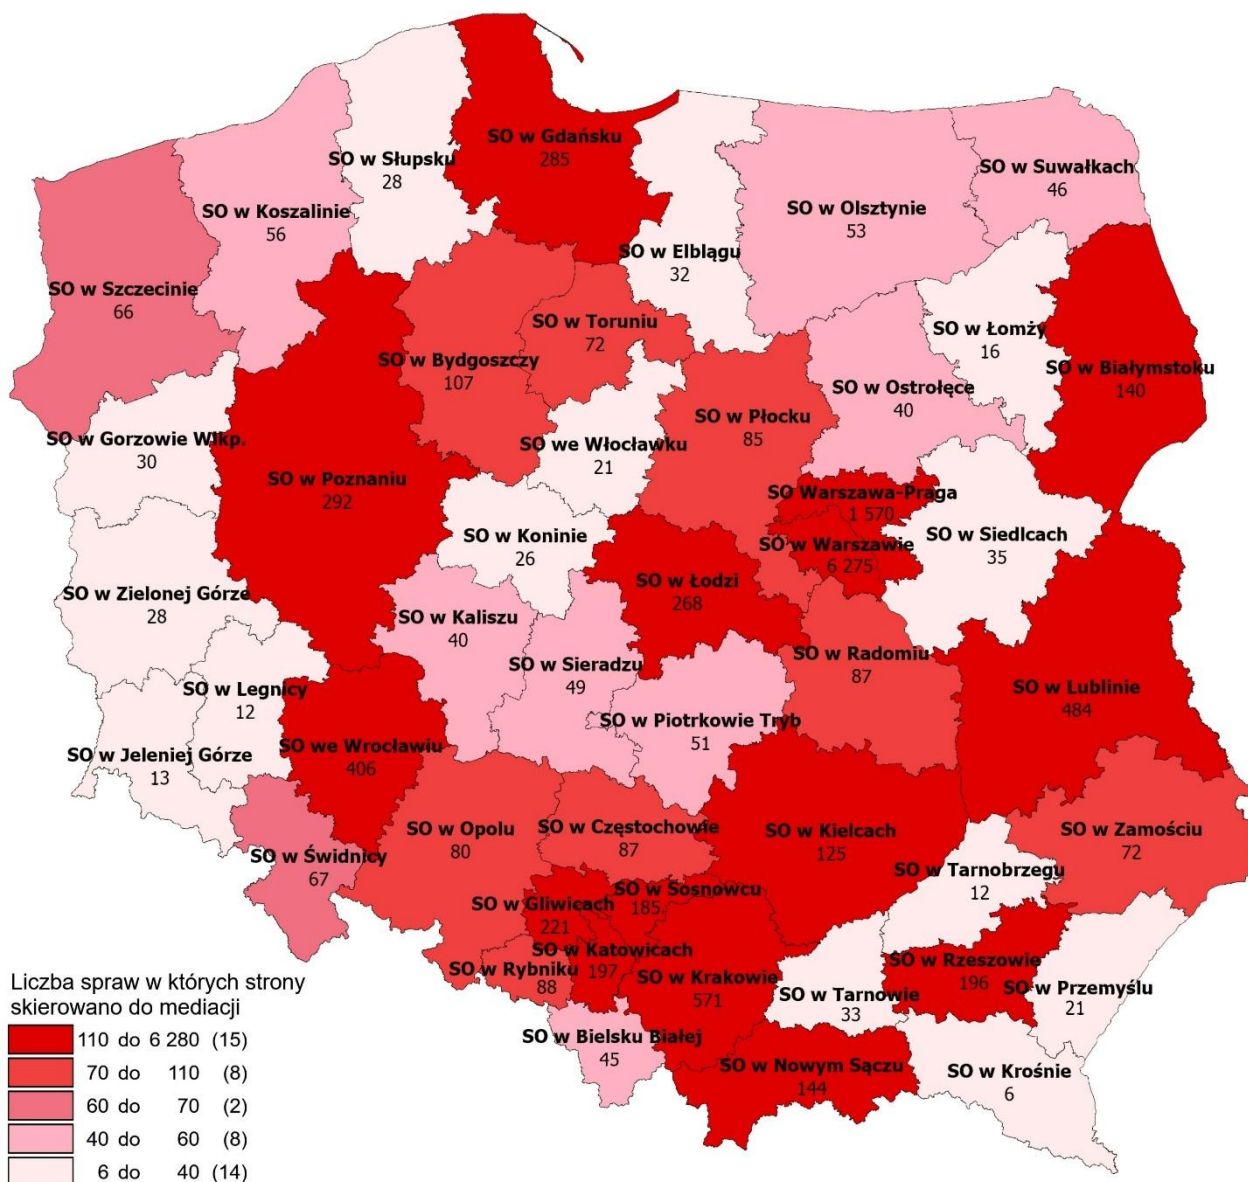 SO w Gdańsku
285
SO w Słupsku
28
SO w Suwałkach
46
SO w Koszalinie
56
SO w Olsztynie
53
SO w Elblągu
32
SO w Szczecinie
66
SO w Toruniu
72
SO w Łomży
16
SO w Bydgoszczy
107
SO w Białymstoku
140
SO w Ostrołęce
40
SO w Płocku
85
SO w Gorzowie Wlkp.
30
SO we Włocławku
21
SO w Poznaniu
292
SO Warszawa-Praga
1 570
SO w Koninie
26
SO w Siedlcach
35
SO w Warszawie
6 275
SO w Łodzi
268
SO w Zielonej Górze
28
SO w Kaliszu
40
SO w Radomiu
87
SO w Sieradzu
49
SO w Legnicy
12
SO w Lublinie
484
SO w Piotrkowie Tryb
51
SO we Wrocławiu
406
SO w Jeleniej Górze
13
SO w Opolu
80
SO w Częstochowie
87
SO w Kielcach
125
SO w Zamościu
72
SO w Świdnicy
67
SO w Tarnobrzegu
12
SO w Sosnowcu
185
SO w Gliwicach
221
SO w Katowicach
197
SO w Rzeszowie
196
SO w Rybniku
88
SO w Krakowie
571
SO w Tarnowie
33
SO w Przemyślu
21
SO w Bielsku Białej
45
SO w Nowym Sączu
144
SO w Krośnie
6
Liczba spraw w których strony
skierowano do mediacji
110 do 6 280 (15)
70 do 110 (8)
60 do 70 (2)
40 do 60 (8)
6 do 40 (14)